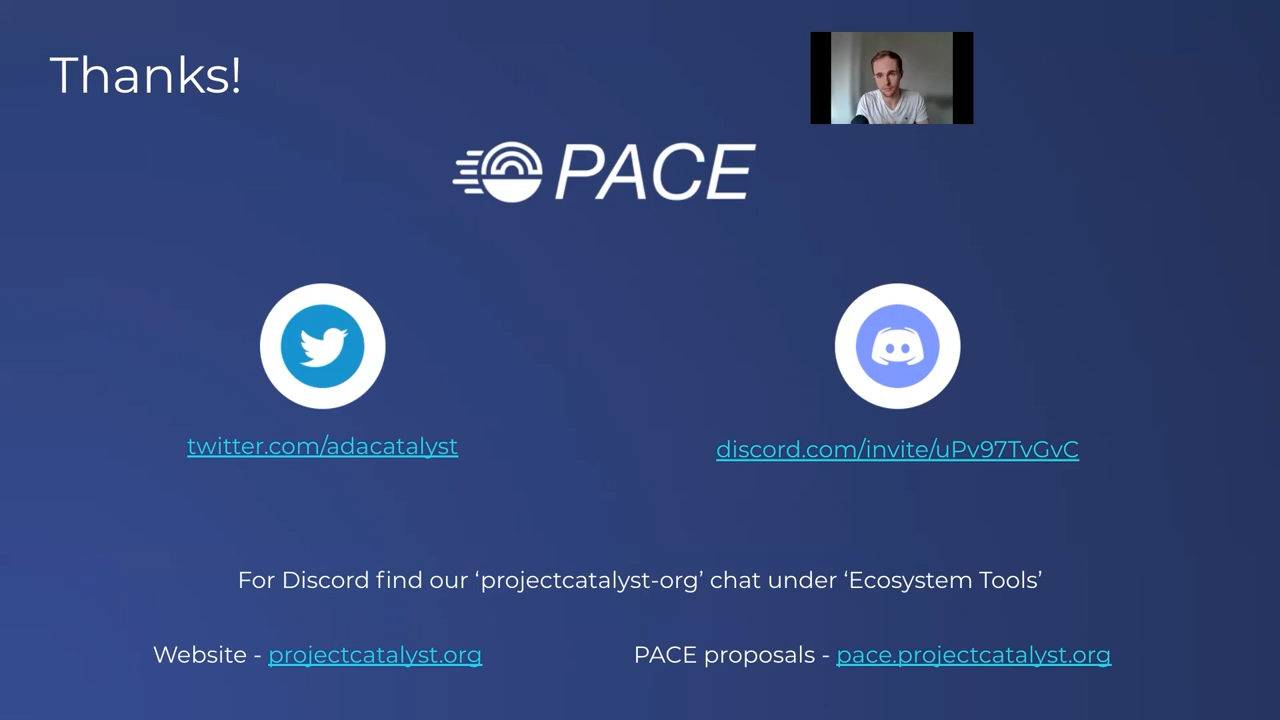 Thanks!
PACE
twitter.com/adacatalyst
discord.com/invite/uPv97TvGvC
For Discord find our ‘projectcatalyst-org’ chat under ‘Ecosystem Tools’
Website - projectcatalyst.org
PACE proposals - pace.projectcatalyst.org